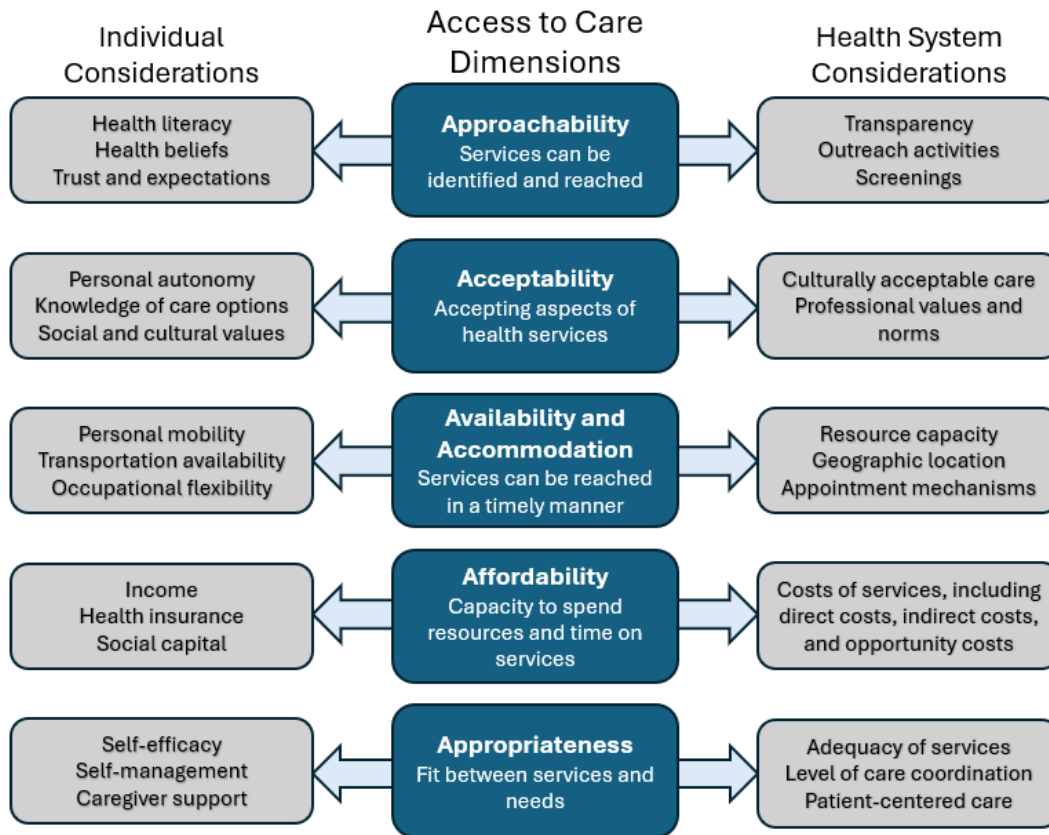 Individual
Considerations
Access to Care
Dimensions
Health System
Considerations
Health literacy
Health beliefs
Trust and expectations
Approachability
Services can be
identified and reached
Transparency
Outreach activities
Screenings
Personal autonomy
Knowledge of care options
Social and cultural values
Acceptability
Accepting aspects of
health services
Culturally acceptable care
Professional values and
norms
Personal mobility
Transportation availability
Occupational flexibility
Availability and
Accommodation
Services can be reached
in a timely manner
Resource capacity
Geographic location
Appointment mechanisms
Income
Health insurance
Social capital
Affordability
Capacity to spend
resources and time on
services
Costs of services, including
direct costs, indirect costs,
and opportunity costs
Self-efficacy
Self-management
Caregiver support
Appropriateness
Fit between services and
needs
Adequacy of services
Level of care coordination
Patient-centered care